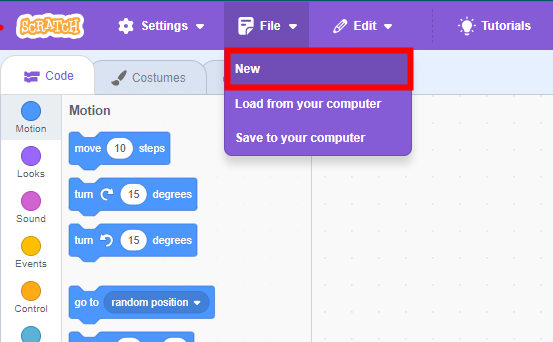 SCRATCH Settings File Edit Tutorials
New
Load from your computer
Save to your computer
Code Costumes
Motion
Looks
Sound
Events
Control
Motion
move 10 steps
turn 15 degrees
turn 15 degrees
go to random position